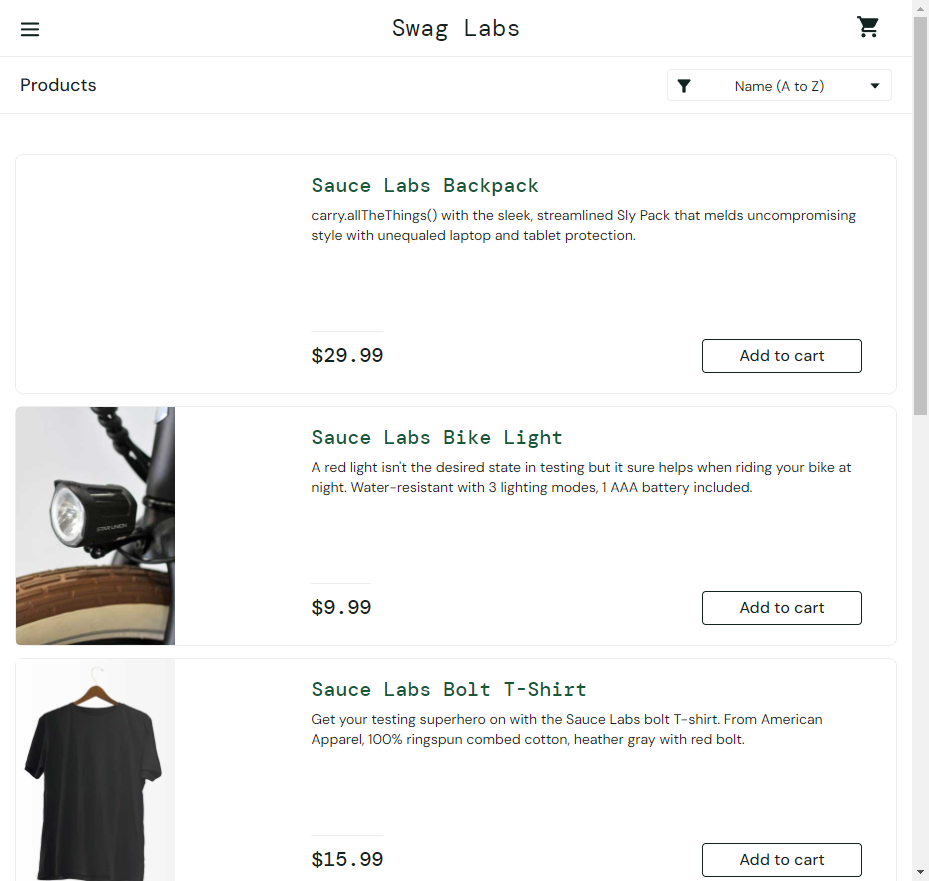 Swag Labs
Products
Name (A to Z)
Sauce Labs Backpack
carry.allTheThings() with the sleek, streamlined Sly Pack that melds uncompromising
style with unequaled laptop and tablet protection.
$29.99
Add to cart
Sauce Labs Bike Light
A red light isn't the desired state in testing but it sure helps when riding your bike at
night. Water-resistant with 3 lighting modes, 1 AAA battery included.
$9.99
Add to cart
Sauce Labs Bolt T-Shirt
Get your testing superhero on with the Sauce Labs bolt T-shirt. From American
Apparel, 100% ringspun combed cotton, heather gray with red bolt.
$15.99
Add to cart